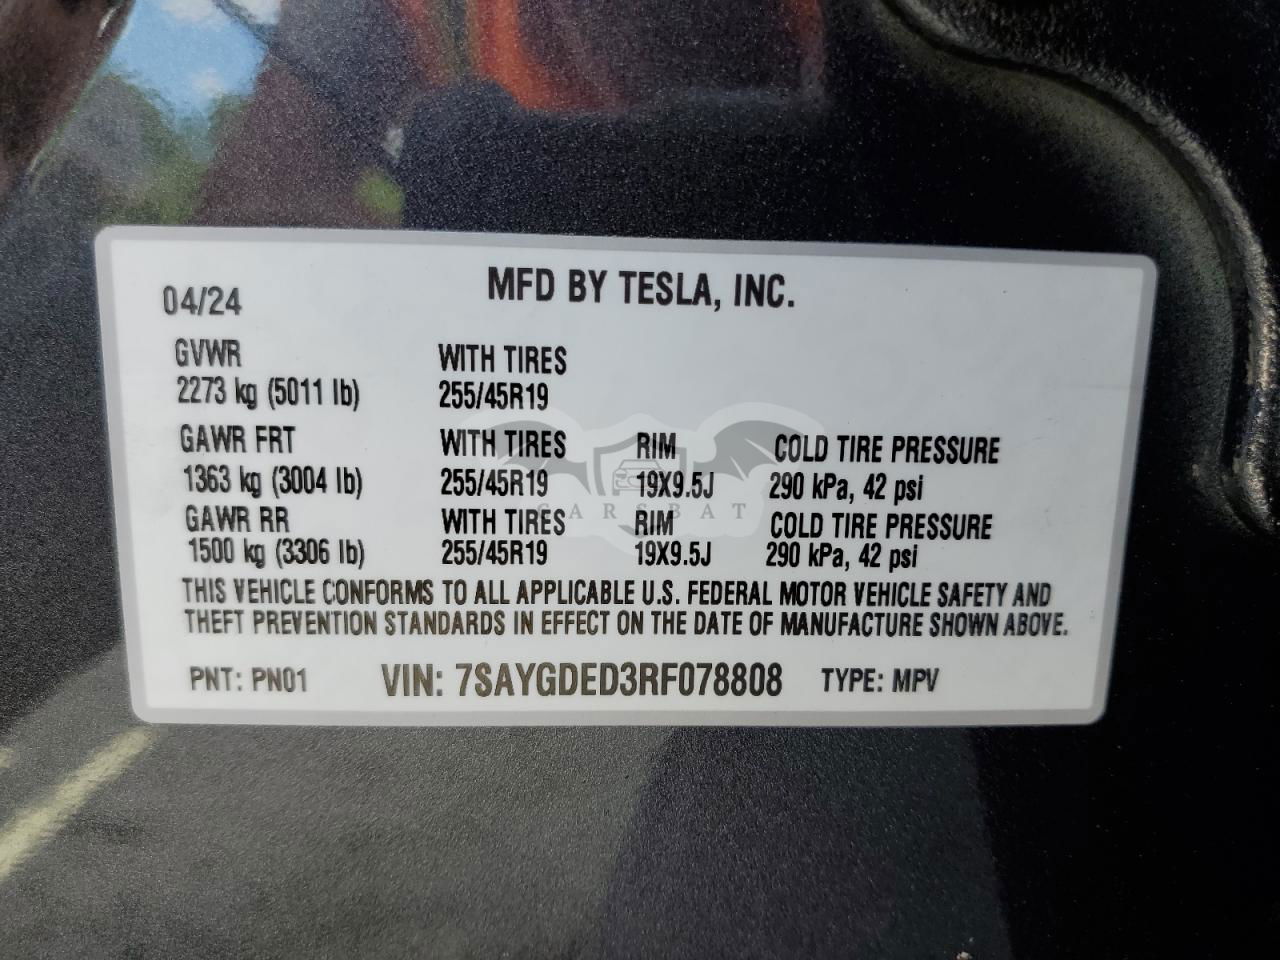 04/24 MFD BY TESLA, INC.
GVWR WITH TIRES
2273 kg (5011 lb) 255/45R19
GAWR FRT WITH TIRES RIM COLD TIRE PRESSURE
1363 kg (3004 lb) 255/45R19 19X9.5J 290 kPa, 42 psi
GAWR RR WITH TIRES RIM COLD TIRE PRESSURE
1500 kg (3306 lb) 255/45R19 19X9.5J 290 kPa, 42 psi
THIS VEHICLE CONFORMS TO ALL APPLICABLE U.S. FEDERAL MOTOR VEHICLE SAFETY AND
THEFT PREVENTION STANDARDS IN EFFECT ON THE DATE OF MANUFACTURE SHOWN ABOVE.
PNT: PN01 VIN: 7SAYGDED3RF078808 TYPE: MPV
CARSBAT